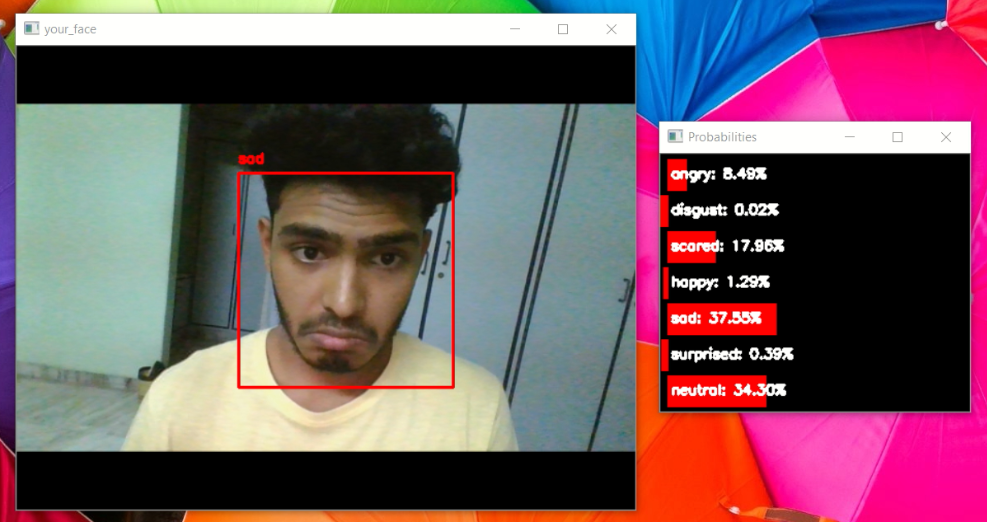 your_face
sad
Probabilities
angry: 8.49%
disgust: 0.02%
scared: 17.96%
happy: 1.29%
sad: 37.55%
surprised: 0.39%
neutral: 34.30%